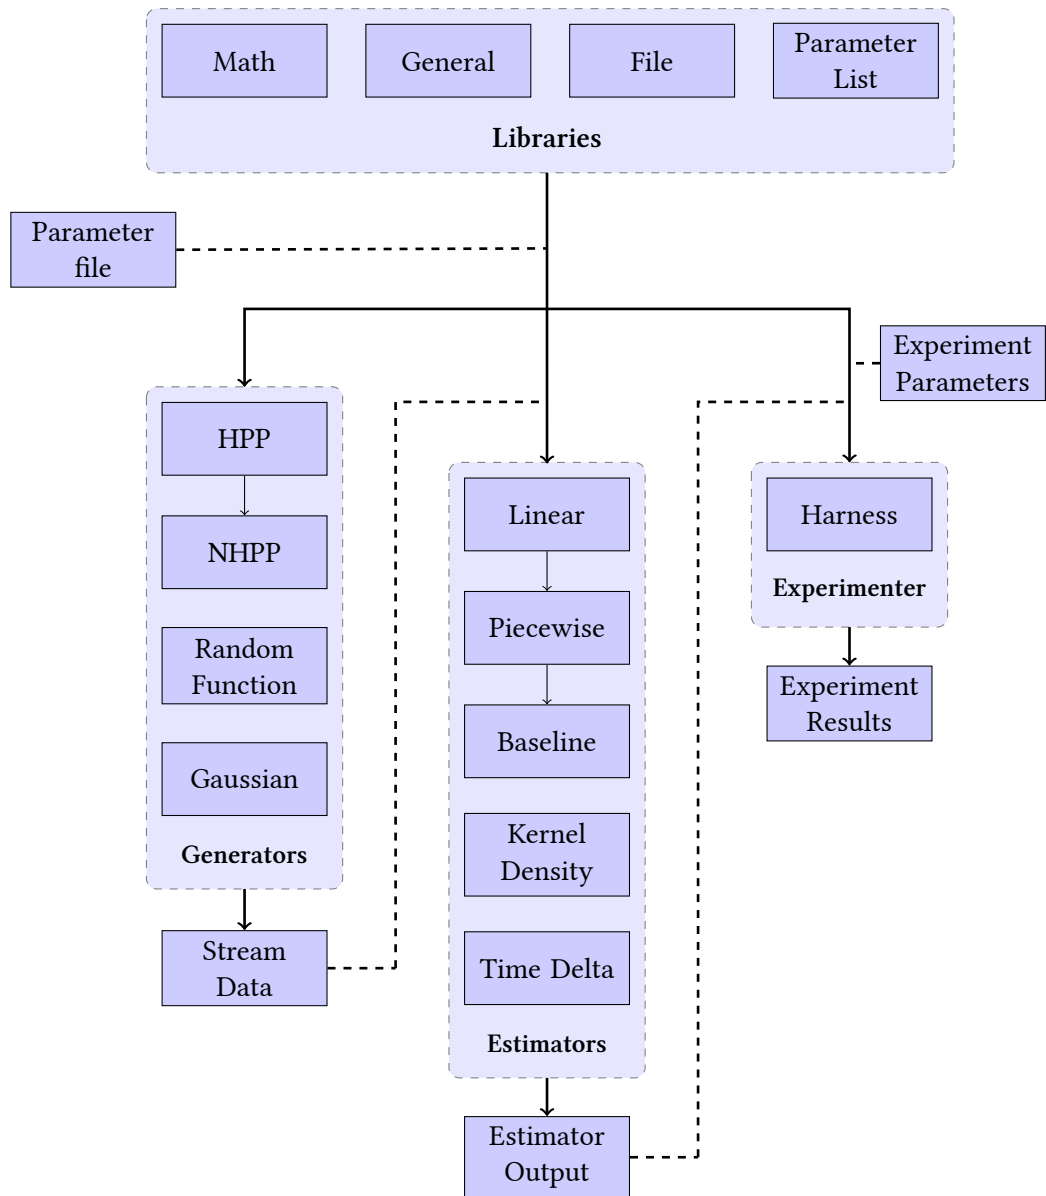 Math
General
File
Parameter
List
Libraries
Parameter
file
Experiment
Parameters
HPP
NHPP
Random
Function
Gaussian
Generators
Stream
Data
Linear
Piecewise
Baseline
Kernel
Density
Time Delta
Estimators
Estimator
Output
Harness
Experimenter
Experiment
Results